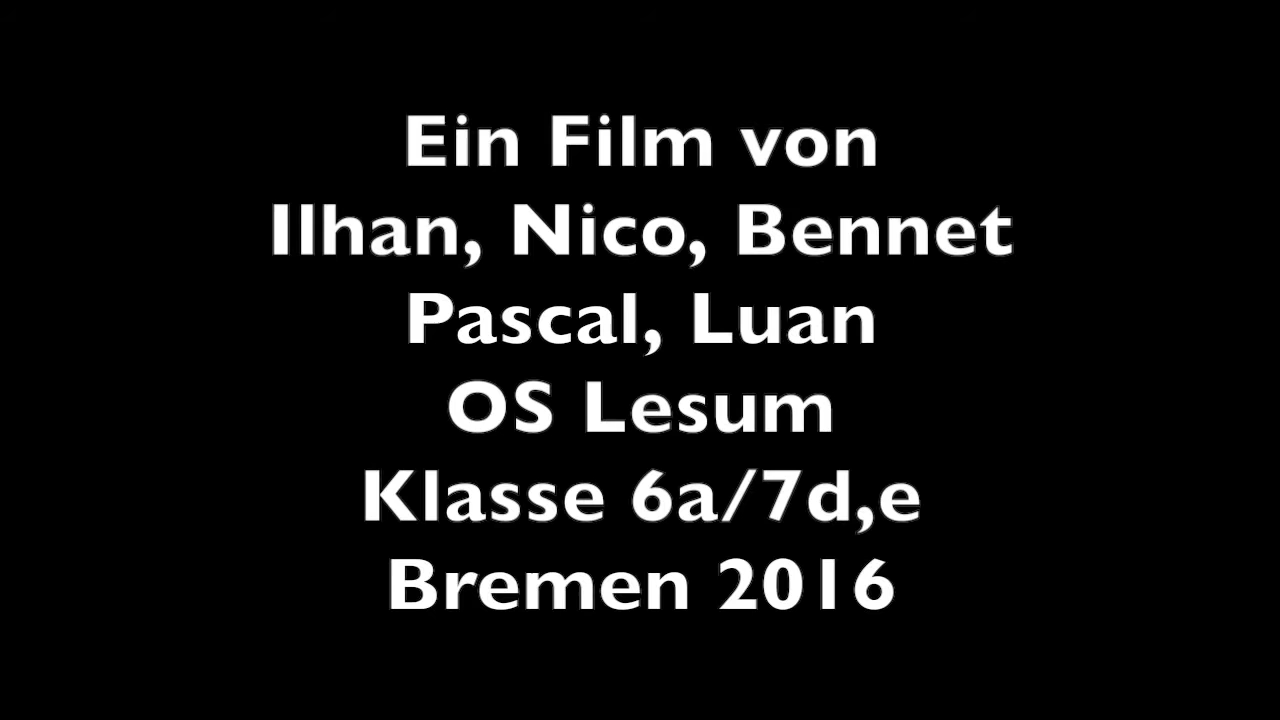 Ein Film von
Ilhan, Nico, Bennet
Pascal, Luan
OS Lesum
Klasse 6a/7d,e
Bremen 2016